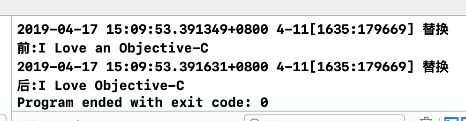 2019-04-17 15:09:53.391349+0800 4-11[1635:179669] 替换
前:I Love an Objective-C
2019-04-17 15:09:53.391631+0800 4-11[1635:179669] 替换
后:I Love Objective-C
Program ended with exit code: 0